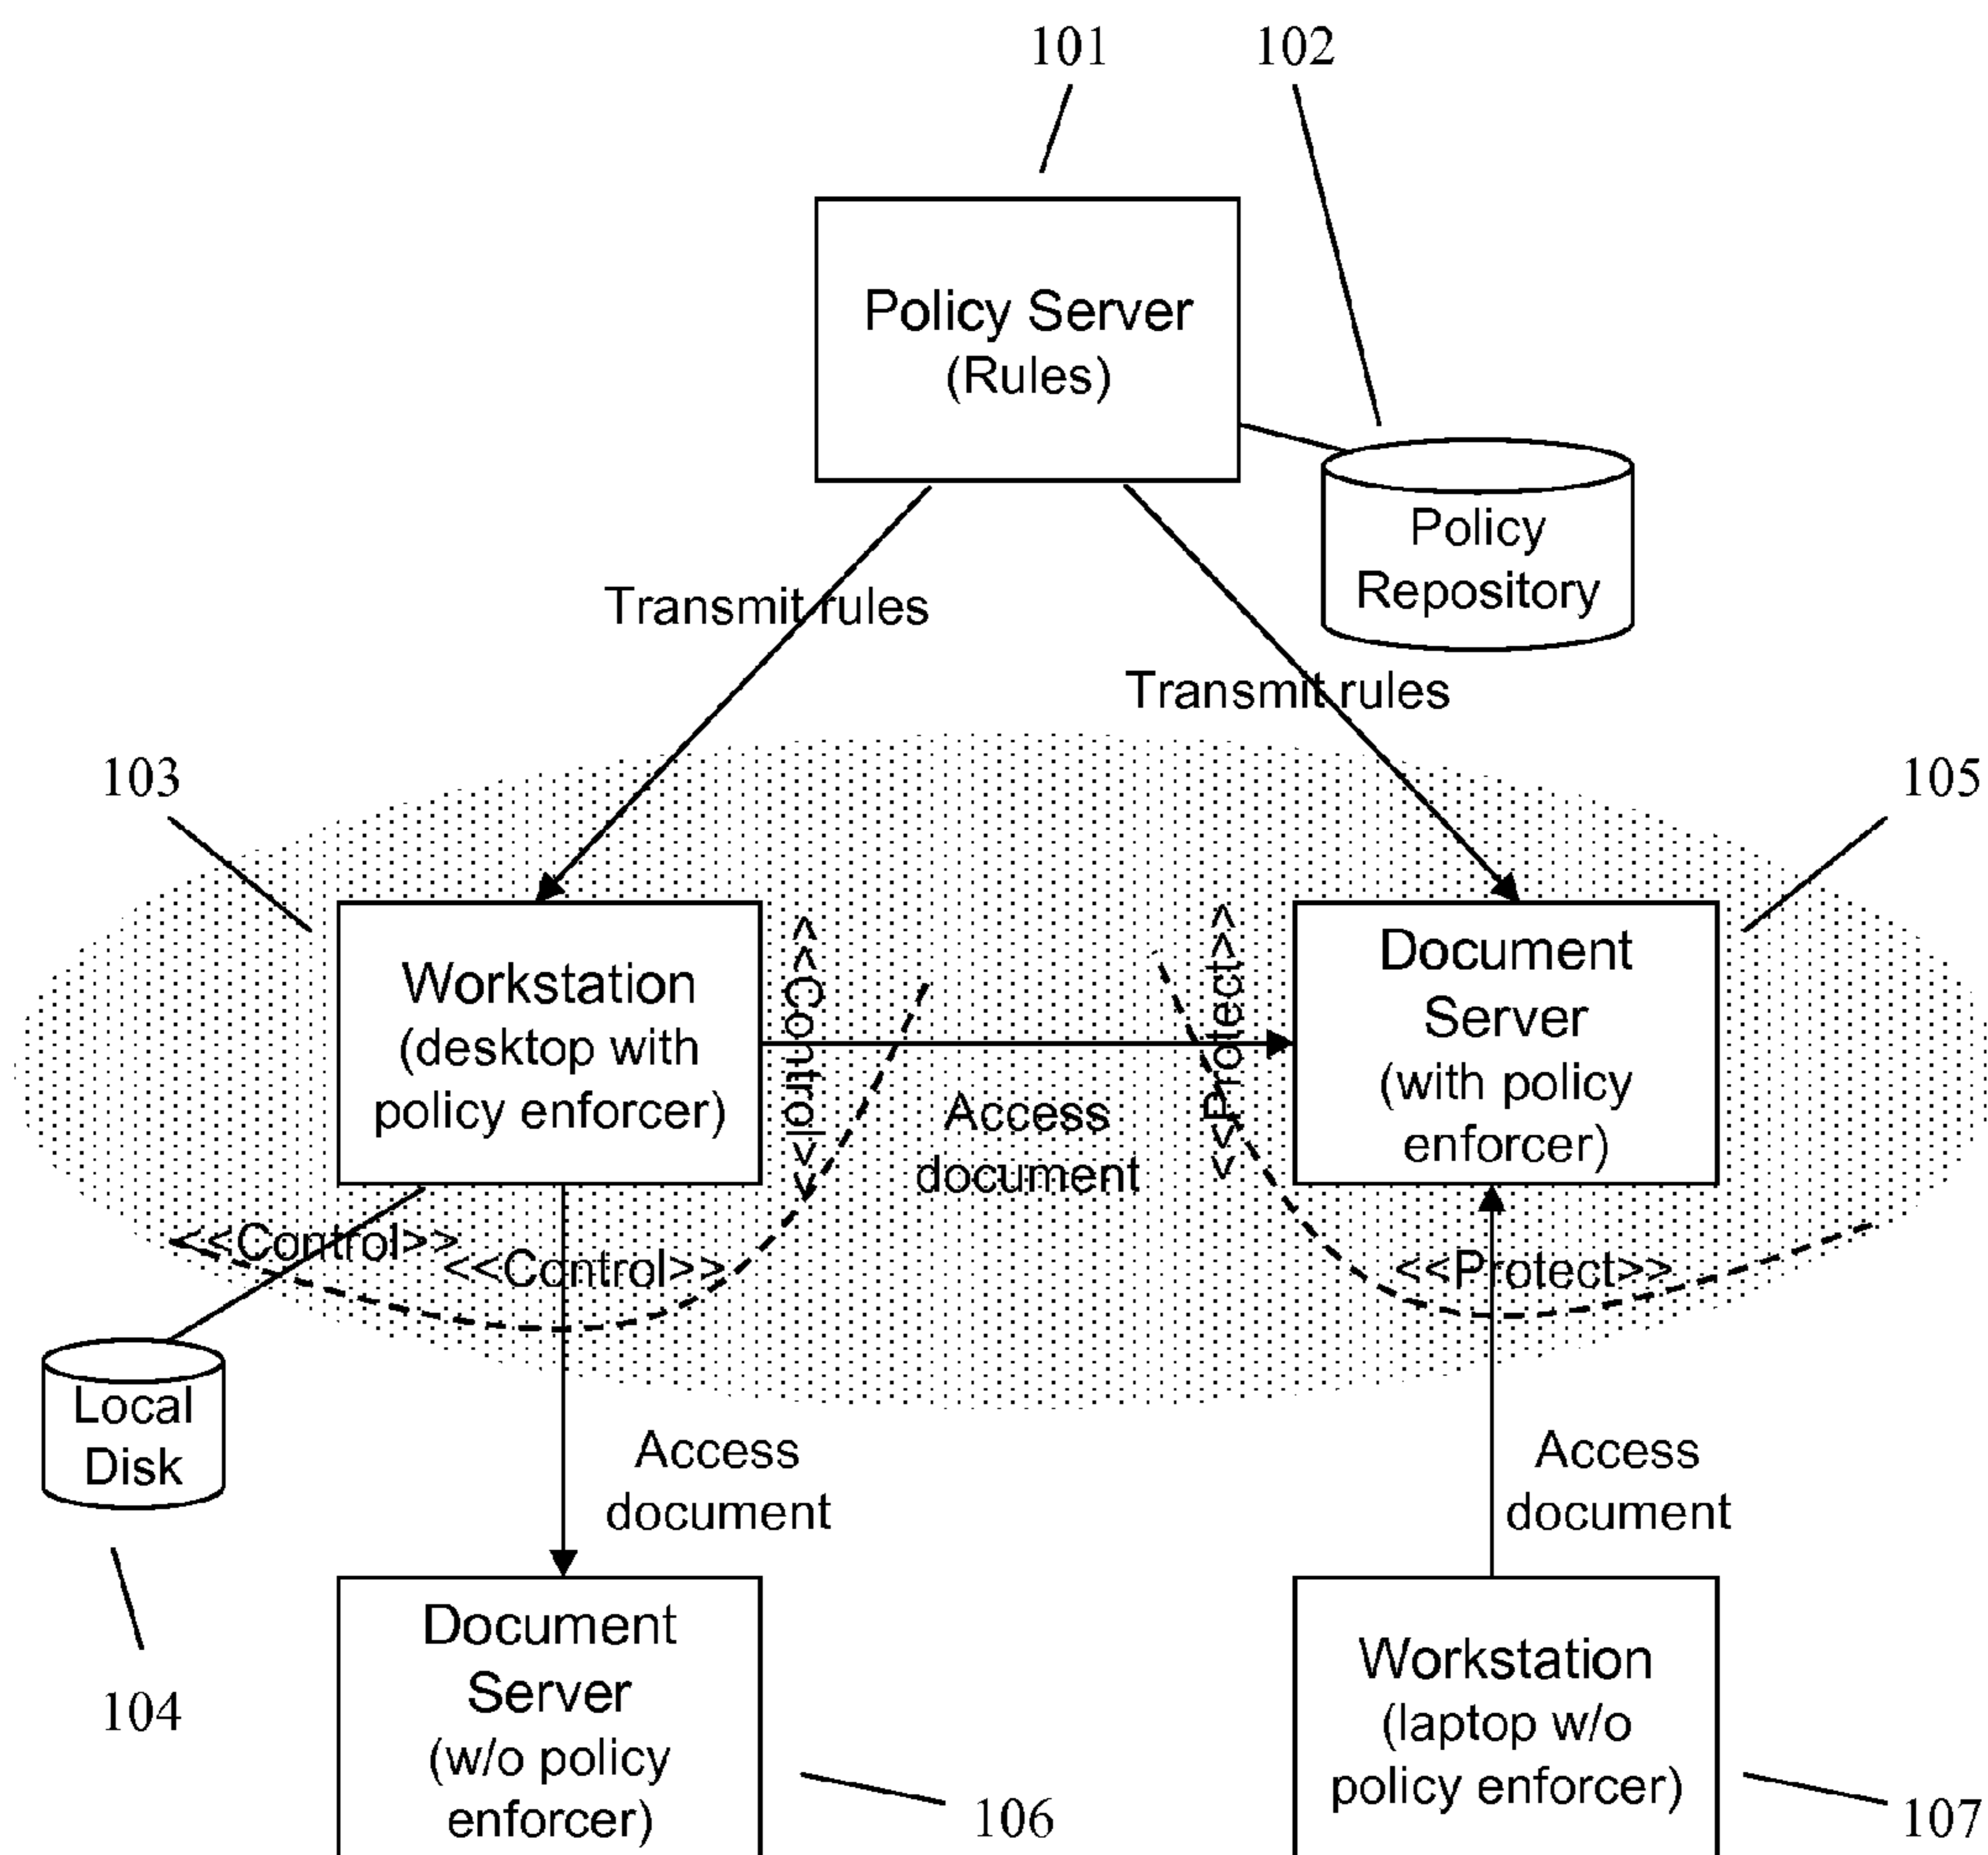 101
102
Policy Server
(Rules)
Policy
Repository
Transmit rules
Transmit rules
103
105
Workstation
(desktop with
policy enforcer)
<<Control>>
<<Protect>>
Document
Server
(with policy
enforcer)
Access
document
<<Control>>
<<Control>>
<<Protect>>
Local
Disk
Access
document
Access
document
104
Document
Server
(w/o policy
enforcer)
106
Workstation
(laptop w/o
policy enforcer)
107